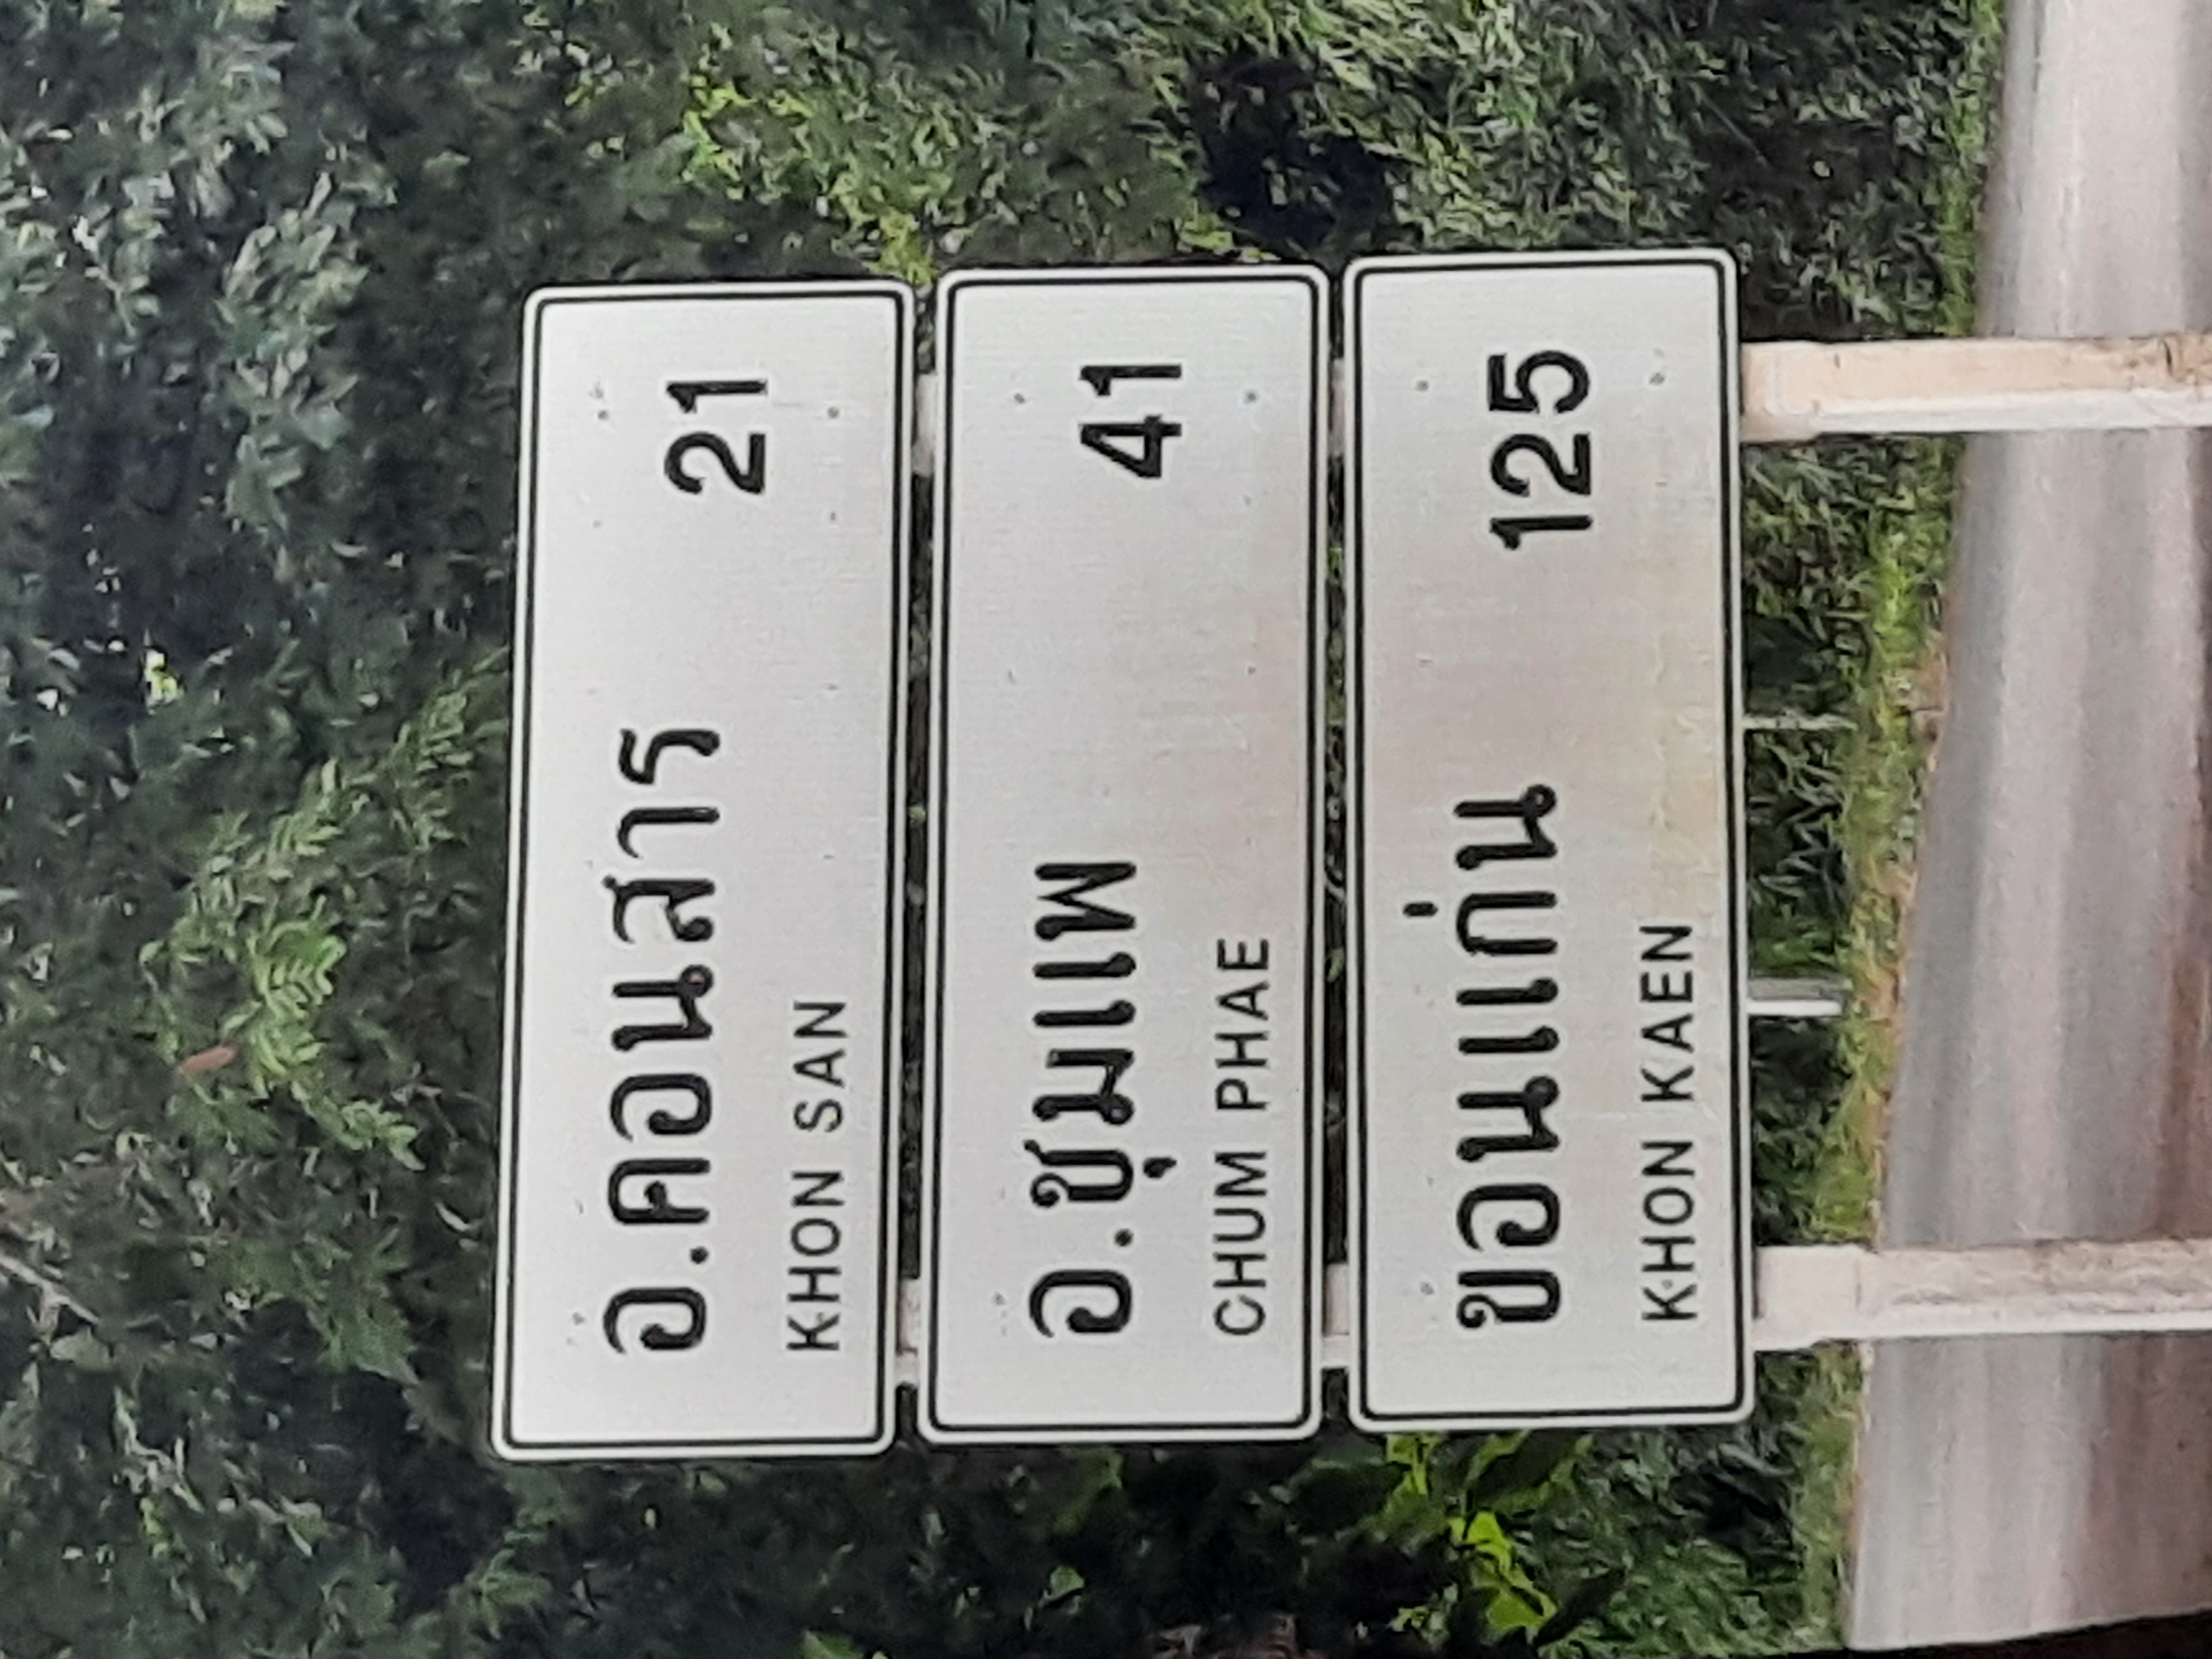 อ.คอนสาร 21
KHON SAN
อ.ชุมแพ 41
CHUM PHAE
ขอนแก่น 125
KHON KAEN